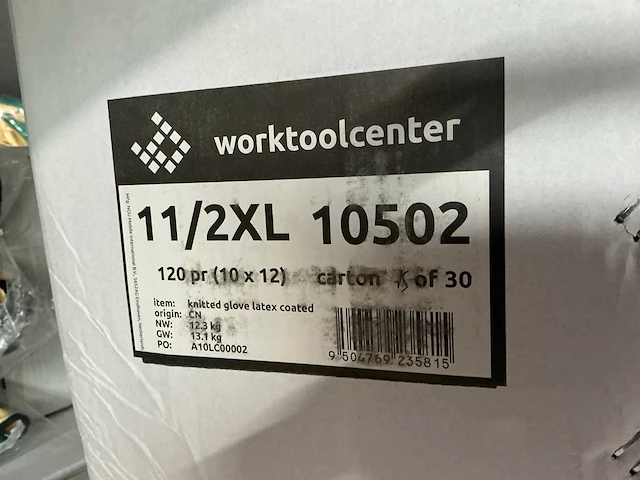 worktoolcenter
11/2XL 10502
120 pr (10 x 12) carton of 30
item: knitted glove latex coated
origin: CN
NW: 12.3 kg
GW: 13.1 kg
PO: A10LC00002
9 504769 235815